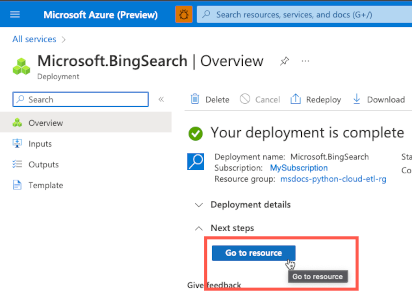 Microsoft Azure (Preview)
Search resources, services, and docs (G+/)
All services
Microsoft.BingSearch | Overview
Deployment
Search
Delete Cancel Redeploy Download
Overview
Inputs
Outputs
Template
Your deployment is complete
Deployment name: Microsoft.BingSearch
Subscription: MySubscription
Resource group: msdocs-python-cloud-etl-rg
Sta
Co
Deployment details
Next steps
Go to resource
Go to resource
Give feedback